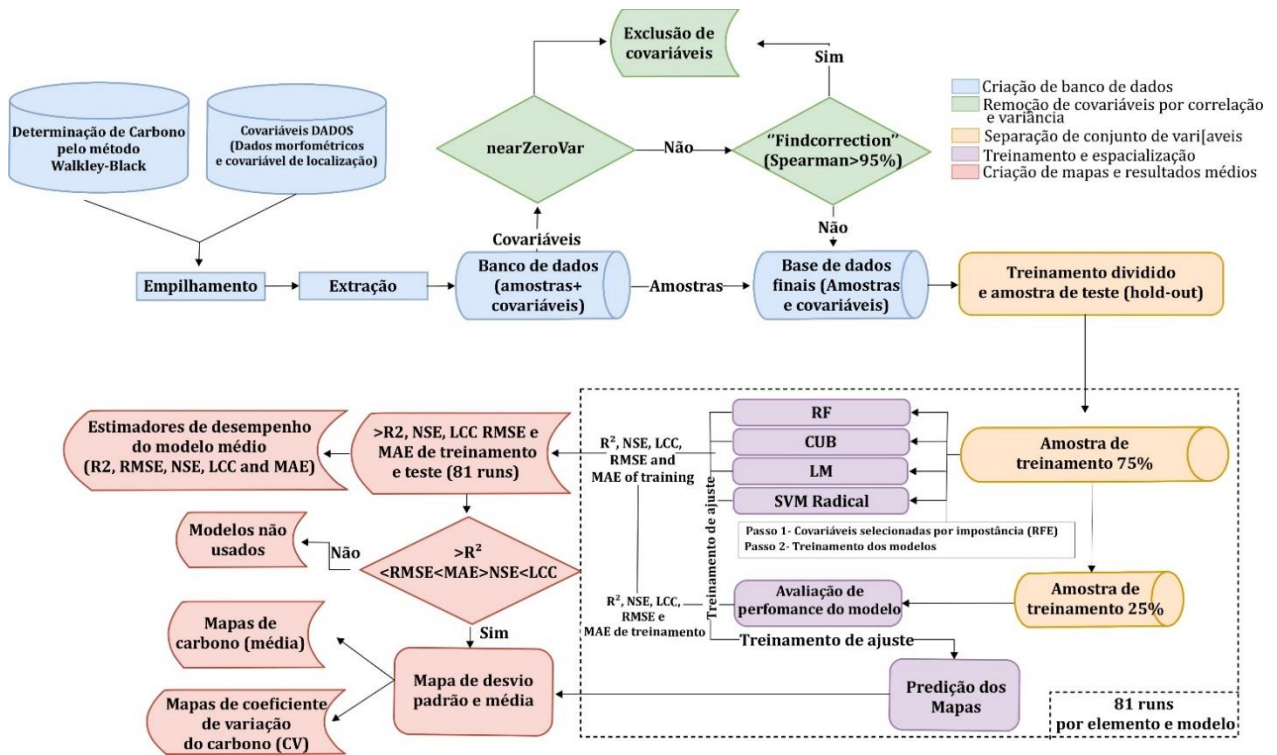 Exclusão de
covariáveis
Sim
Criação de banco de dados
Remoção de covariáveis por correlação
e variância
Separação de conjunto de vari[aveis
Treinamento e espacialização
Criação de mapas e resultados médios
Determinação de Carbono
pelo método
Walkley-Black
Covariáveis DADOS
(Dados morfométricos
e covariável de localização)
nearZeroVar
Não
"Findcorrection"
(Spearman>95%)
Não
Covariáveis
Empilhamento
Extração
Banco de dados
(amostras+
covariáveis)
Amostras
Base de dados
finais (Amostras
e covariáveis)
Treinamento dividido
e amostra de teste (hold-out)
Estimadores de desempenho
do modelo médio
(R2, RMSE, NSE, LCC and MAE)
>R2, NSE, LCC RMSE e
MAE de treinamento
e teste (81 runs)
R², NSE, LCC,
RMSE and
MAE of training
RF
CUB
LM
SVM Radical
Amostra de
treinamento 75%
Passo 1- Covariáveis selecionadas por impostância (RFE)
Passo 2- Treinamento dos modelos
Treinamento de ajuste
Modelos não
usados
Não
>R²
<RMSE<MAE>NSE<LCC
R², NSE, LCC,
RMSE e
MAE de treinamento
Avaliação de
perfomance do modelo
Amostra de
treinamento 25%
Sim
Treinamento de ajuste
Mapas de
carbono (média)
Mapa de desvio
padrão e média
Predição dos
Mapas
Mapas de coeficiente
de variação
do carbono (CV)
81 runs
por elemento e modelo